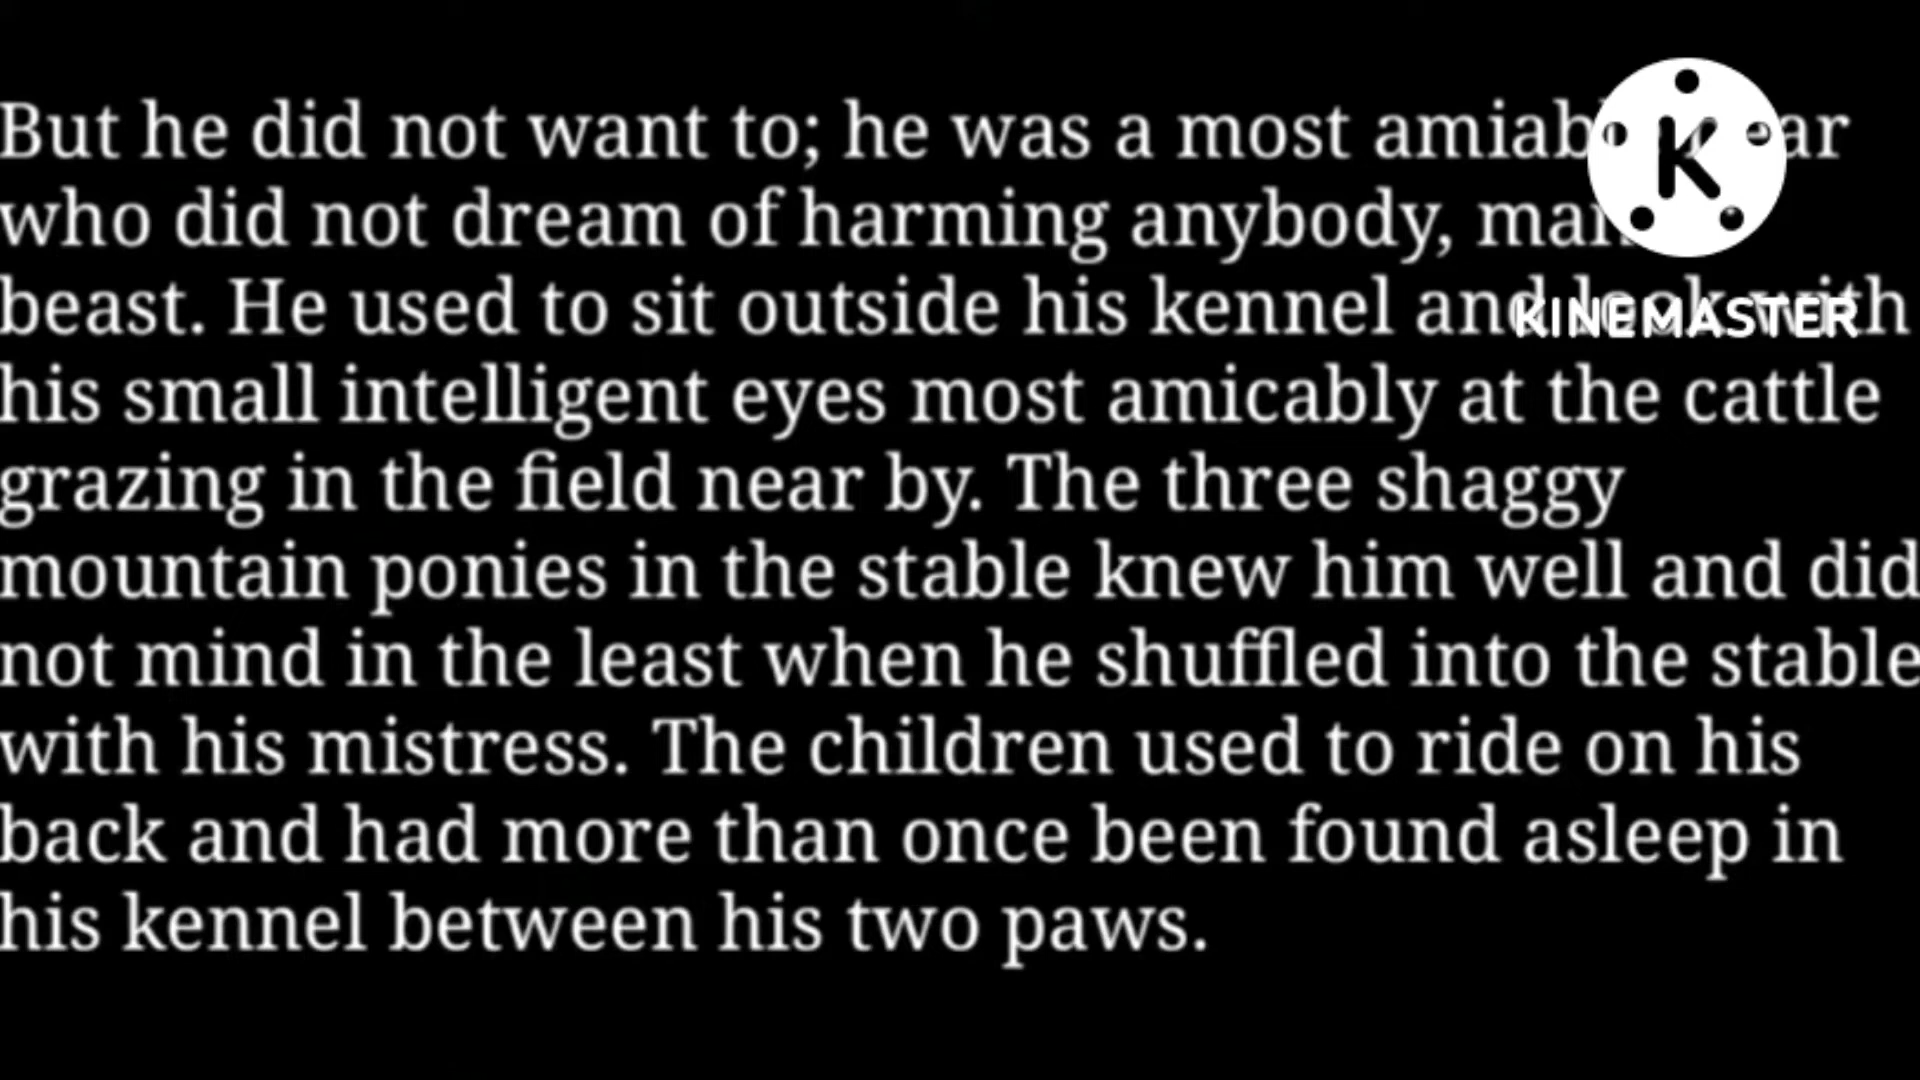 But he did not want to; he was a most
who did not dream of harming anybody,
beast. He used to sit outside his kennel and look with
his small intelligent eyes most amicably at the cattle
grazing in the field near by. The three shaggy
mountain ponies in the stable knew him well and did
not mind in the least when he shuffled into the stable
with his mistress. The children used to ride on his
back and had more than once been found asleep in
his kennel between his two paws.
K
KINEMASTER